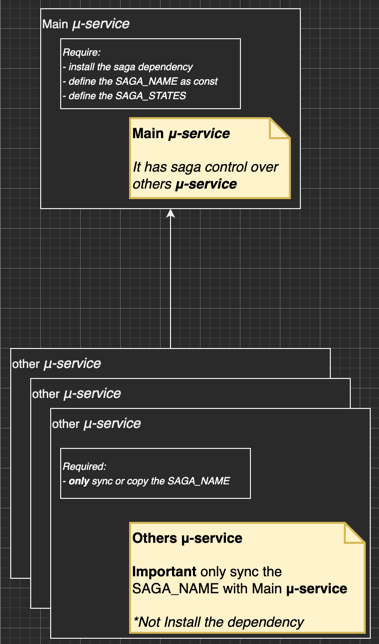 Main μ-service
Require:
- install the saga dependency
- define the SAGA_NAME as const
- define the SAGA_STATES
Main μ-service
It has saga control over
others μ-service
other μ-service
other μ-service
other μ-service
Required:
- only sync or copy the SAGA_NAME
Others μ-service
Important only sync the
SAGA_NAME with Main μ-service
*Not Install the dependency